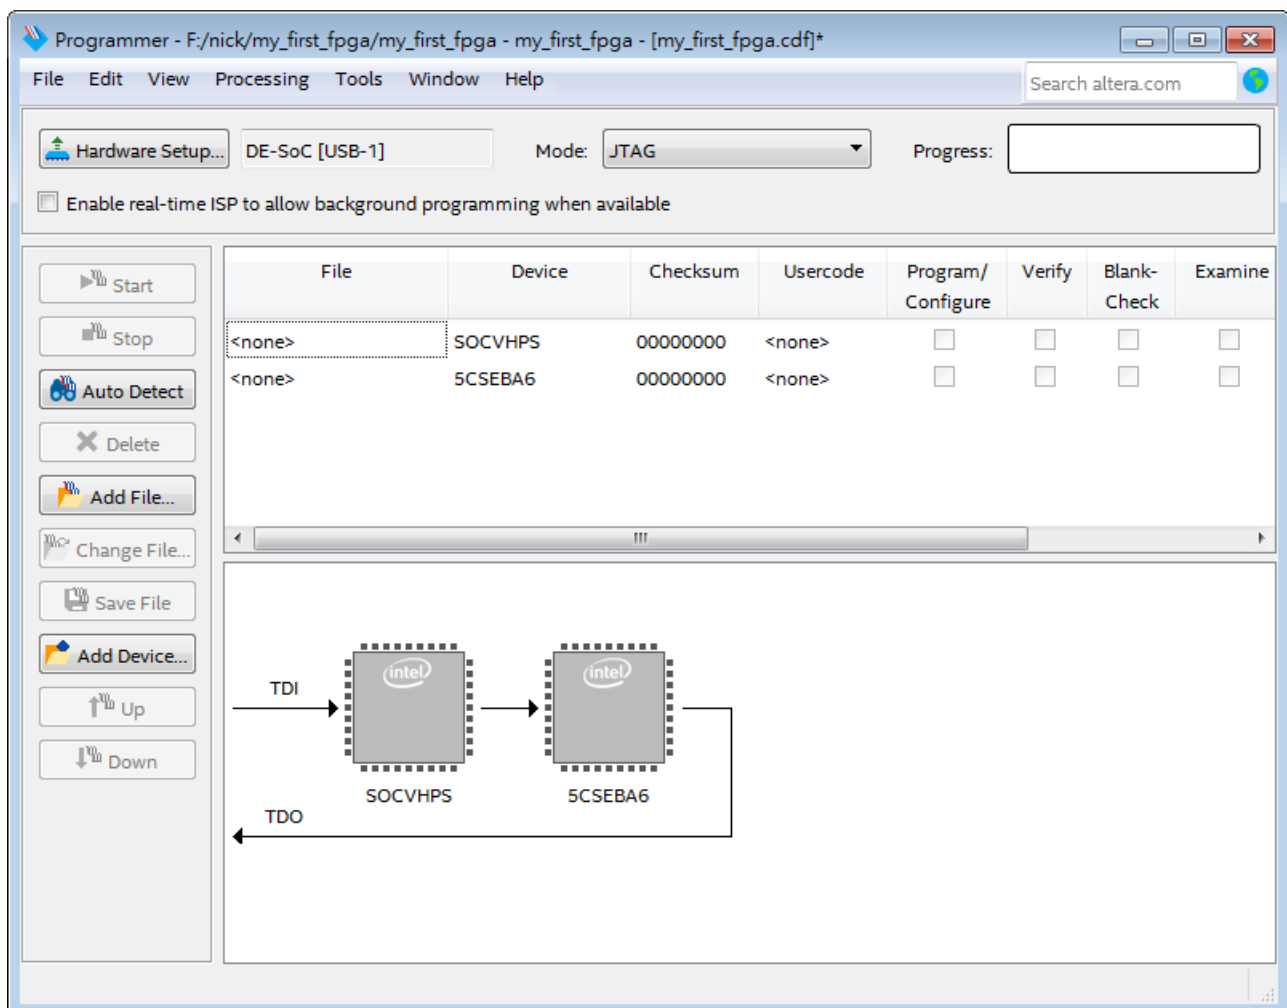 Programmer - F:/nick/my_first_fpga/my_first_fpga - my_first_fpga - [my_first_fpga.cdf]*
File Edit View Processing Tools Window Help Search altera.com
Hardware Setup... DE-SoC [USB-1] Mode: JTAG Progress:
Enable real-time ISP to allow background programming when available
Start
Stop
Auto Detect
Delete
Add File...
Change File...
Save File
Add Device...
Up
Down
File Device Checksum Usercode Program/ Verify Blank- Examine
Configure Check
<none> SOCVHPS 00000000 <none>
<none> 5CSEBA6 00000000 <none>
intel intel
TDI
SOCVHPS 5CSEBA6
TDO